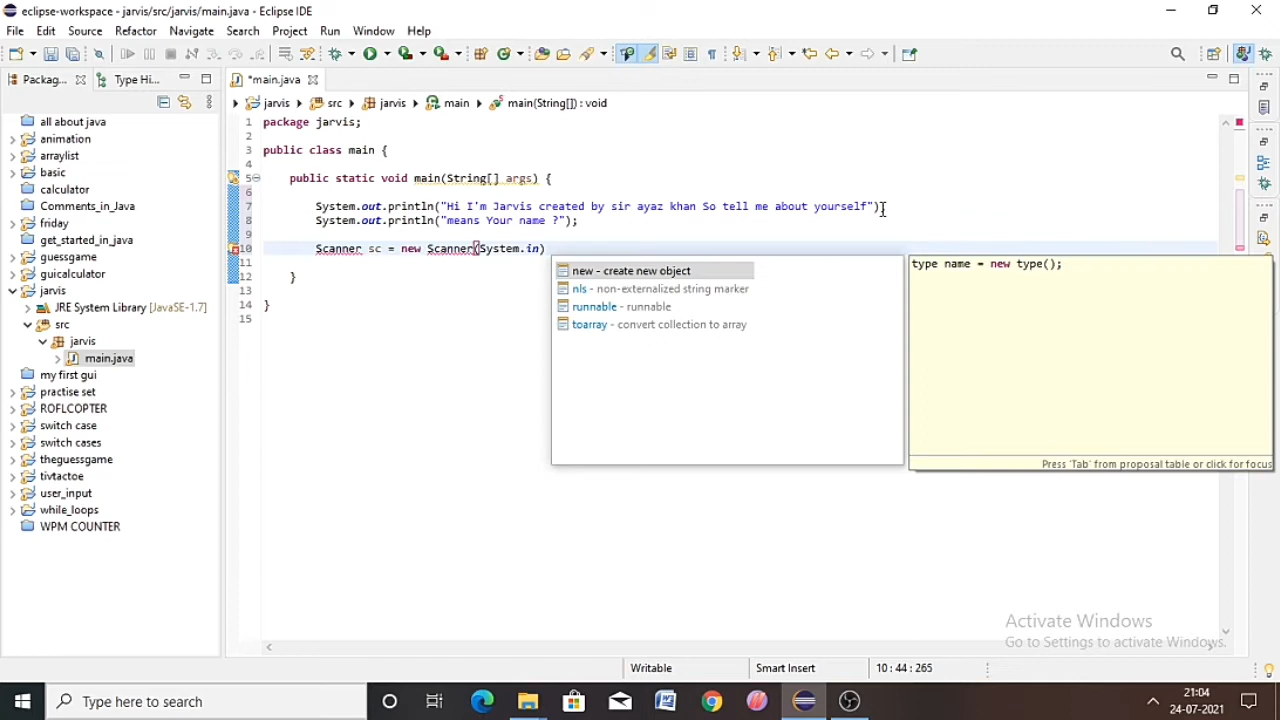 eclipse-workspace - jarvis/src/jarvis/main.java - Eclipse IDE
File Edit Source Refactor Navigate Search Project Run Window Help
Packag... Type Hi... *main.java
jarvis src jarvis main main(String[]) : void
all about java
animation
arraylist
basic
calculator
Comments_in_Java
friday
get_started_in_java
guessgame
guicalculator
jarvis
JRE System Library [JavaSE-1.7]
src
jarvis
main.java
my first gui
practise set
ROFLCOPTER
switch case
switch cases
theguessgame
tivtactoe
user_input
while_loops
WPM COUNTER
1 package jarvis;
2
3 public class main {
4
5 public static void main(String[] args) {
6
7 System.out.println("Hi I'm Jarvis created by sir ayaz khan So tell me about yourself");
8 System.out.println("means Your name ?");
9
10 Scanner sc = new Scanner(System.in)
11
12 }
13
14 }
15
new - create new object
nls - non-externalized string marker
runnable - runnable
toarray - convert collection to array
type name = new type();
Press 'Tab' from proposal table or click for focus
Activate Windows
Go to Settings to activate Windows.
Writable Smart Insert 10 : 44 : 265
Type here to search
21:04
24-07-2021